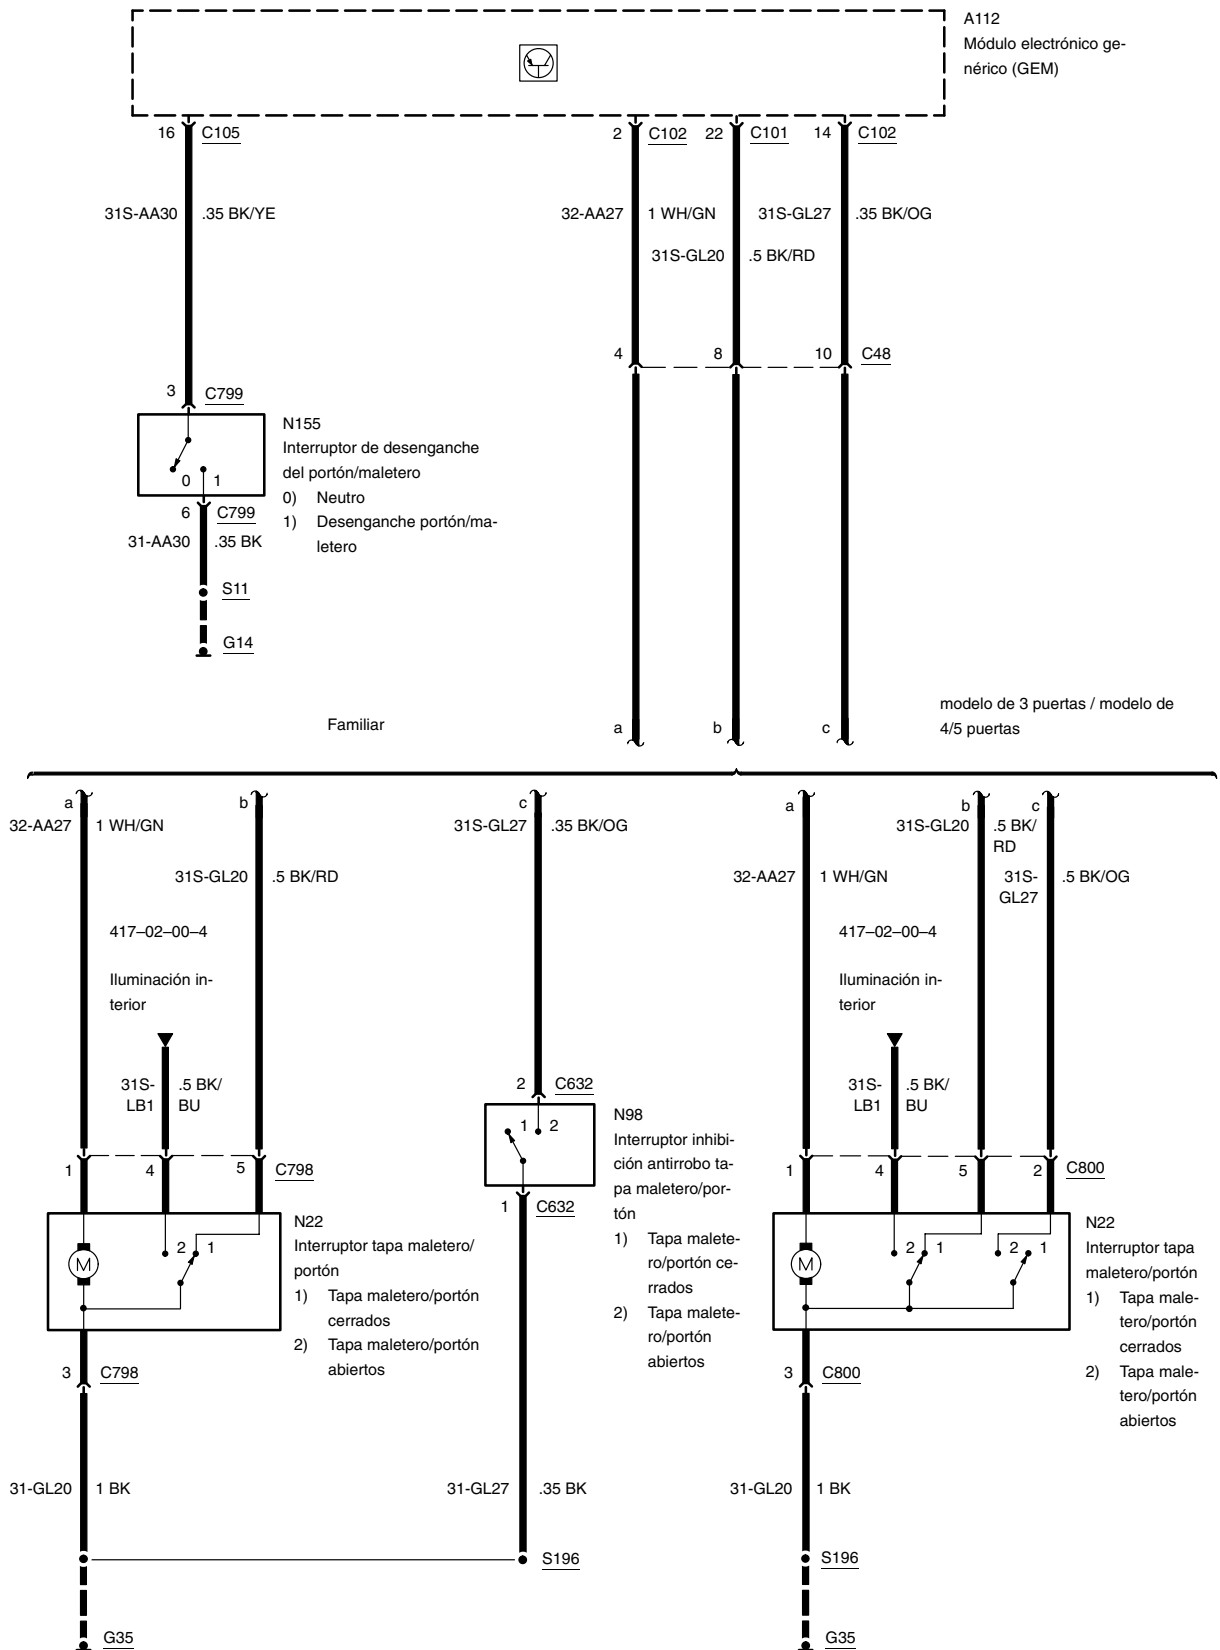 A112
Módulo electrónico ge-
nérico (GEM)
16 C105
2 C102 22 C101 14 C102
31S-AA30 .35 BK/YE
32-AA27 1 WH/GN 31S-GL27 .35 BK/OG
31S-GL20 .5 BK/RD
4 8 10 C48
3 C799
N155
Interruptor de desenganche
del portón/maletero
0) Neutro
1) Desenganche portón/ma-
letero
0 1
6 C799
31-AA30 .35 BK
S11
G14
Familiar
a b c
modelo de 3 puertas / modelo de
4/5 puertas
a b c a b c
32-AA27 1 WH/GN
31S-GL27 .35 BK/OG
31S-GL20 .5 BK/
RD
31S-GL20 .5 BK/RD
32-AA27 1 WH/GN
31S-
GL27
.5 BK/OG
417–02–00–4
Iluminación in-
terior
417–02–00–4
Iluminación in-
terior
31S-
LB1
.5 BK/
BU
2 C632
1 2
31S-
LB1
.5 BK/
BU
N98
Interruptor inhibi-
ción antirrobo ta-
pa maletero/por-
tón
1) Tapa malete-
ro/portón ce-
rrados
2) Tapa malete-
ro/portón
abiertos
1 C632
1 4 5 C798
1 4 5 2 C800
M 2 1
N22
Interruptor tapa maletero/
portón
1) Tapa maletero/portón
cerrados
2) Tapa maletero/portón
abiertos
M 2 1 2 1
N22
Interruptor tapa
maletero/portón
1) Tapa male-
tero/portón
cerrados
2) Tapa male-
tero/portón
abiertos
3 C798
3 C800
31-GL20 1 BK
31-GL27 .35 BK
31-GL20 1 BK
S196
S196
G35
G35